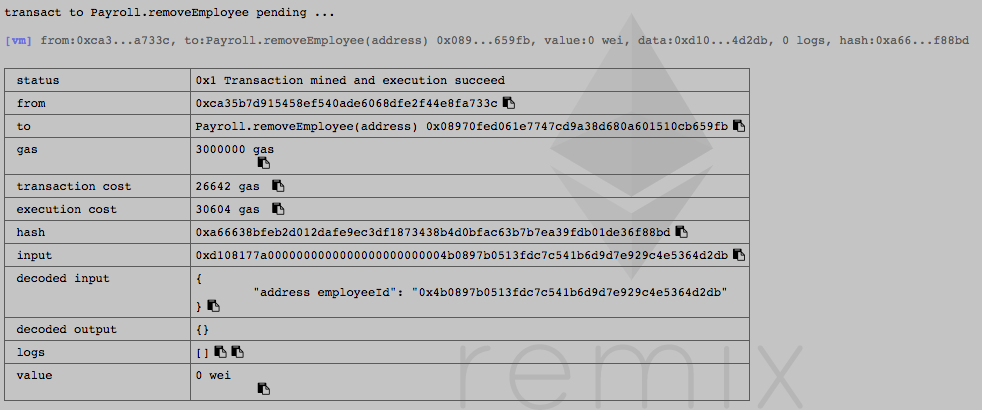 transact to Payroll.removeEmployee pending ...
[vm] from:0xca3...a733c, to:Payroll.removeEmployee(address) 0x089...659fb, value:0 wei, data:0xd10...4d2db, 0 logs, hash:0xa66...f88bd
status 0x1 Transaction mined and execution succeed
from 0xca35b7d915458ef540ade6068dfe2f44e8fa733c
to Payroll.removeEmployee(address) 0x08970fed061e7747cd9a38d680a601510cb659fb
gas 3000000 gas
transaction cost 26642 gas
execution cost 30604 gas
hash 0xa66638bfeb2d012dafe9ec3df1873438b4d0bfac63b7b7ea39fdb01de36f88bd
input 0xd108177a0000000000000000000000004b0897b0513fdc7c541b6d9d7e929c4e5364d2db
decoded input {
"address employeeId": "0x4b0897b0513fdc7c541b6d9d7e929c4e5364d2db"
}
decoded output {}
logs []
value 0 wei
remix